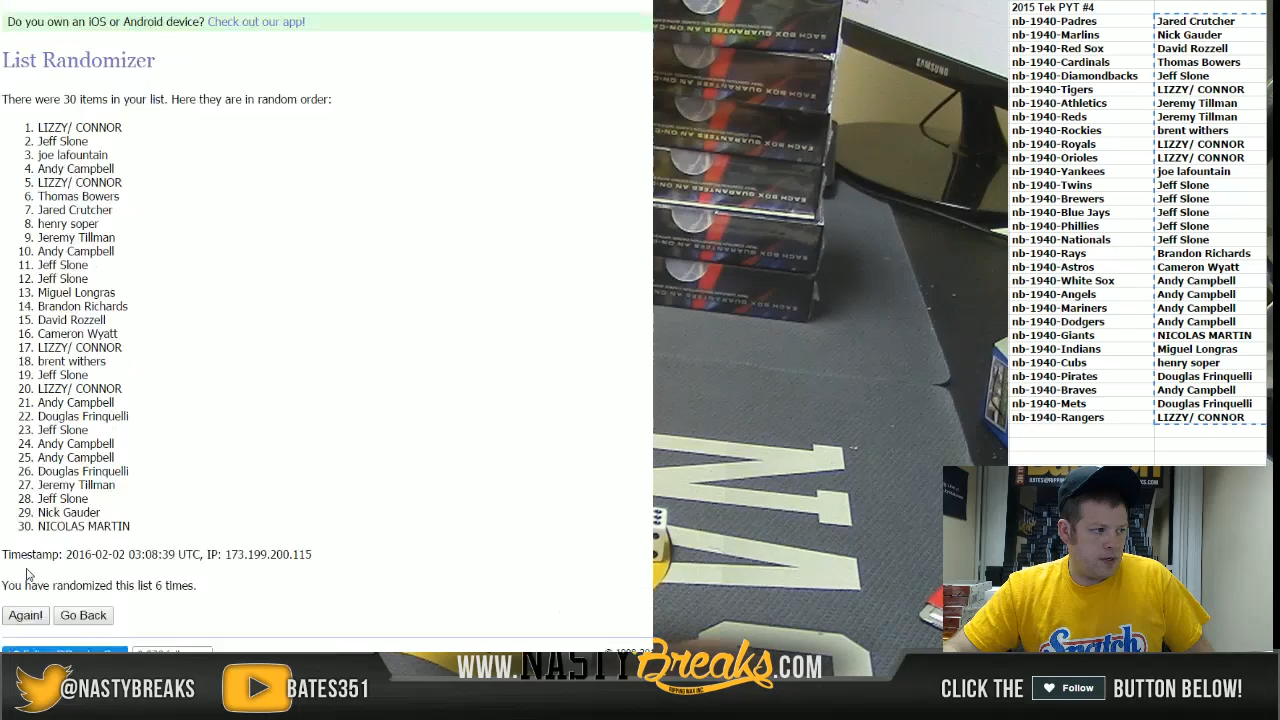 Do you own an iOS or Android device? Check out our app!
List Randomizer
There were 30 items in your list. Here they are in random order:
1. LIZZY/ CONNOR
2. Jeff Slone
3. joe lafountain
4. Andy Campbell
5. LIZZY/ CONNOR
6. Thomas Bowers
7. Jared Crutcher
8. henry soper
9. Jeremy Tillman
10. Andy Campbell
11. Jeff Slone
12. Jeff Slone
13. Miguel Longras
14. Brandon Richards
15. David Rozzell
16. Cameron Wyatt
17. LIZZY/ CONNOR
18. brent withers
19. Jeff Slone
20. LIZZY/ CONNOR
21. Andy Campbell
22. Douglas Frinquelli
23. Jeff Slone
24. Andy Campbell
25. Andy Campbell
26. Douglas Frinquelli
27. Jeremy Tillman
28. Jeff Slone
29. Nick Gauder
30. NICOLAS MARTIN
Timestamp: 2016-02-02 03:08:39 UTC, IP: 173.199.200.115
You have randomized this list 6 times.
Again! Go Back
SAMSUNG
2015 Tek PYT #4
nb-1940-Padres Jared Crutcher
nb-1940-Marlins Nick Gauder
nb-1940-Red Sox David Rozzell
nb-1940-Cardinals Thomas Bowers
nb-1940-Diamondbacks Jeff Slone
nb-1940-Tigers LIZZY/ CONNOR
nb-1940-Athletics Jeremy Tillman
nb-1940-Reds Jeremy Tillman
nb-1940-Rockies brent withers
nb-1940-Royals LIZZY/ CONNOR
nb-1940-Orioles LIZZY/ CONNOR
nb-1940-Yankees joe lafountain
nb-1940-Twins Jeff Slone
nb-1940-Brewers Jeff Slone
nb-1940-Blue Jays Jeff Slone
nb-1940-Phillies Jeff Slone
nb-1940-Nationals Jeff Slone
nb-1940-Rays Brandon Richards
nb-1940-Astros Cameron Wyatt
nb-1940-White Sox Andy Campbell
nb-1940-Angels Andy Campbell
nb-1940-Mariners Andy Campbell
nb-1940-Dodgers Andy Campbell
nb-1940-Giants NICOLAS MARTIN
nb-1940-Indians Miguel Longras
nb-1940-Cubs henry soper
nb-1940-Pirates Douglas Frinquelli
nb-1940-Braves Andy Campbell
nb-1940-Mets Douglas Frinquelli
nb-1940-Rangers LIZZY/ CONNOR
Snatch
@NASTYBREAKS
BATES351
WWW.NASTYBreaks.COM
RIPPING WAX INC
CLICK THE Follow BUTTON BELOW!